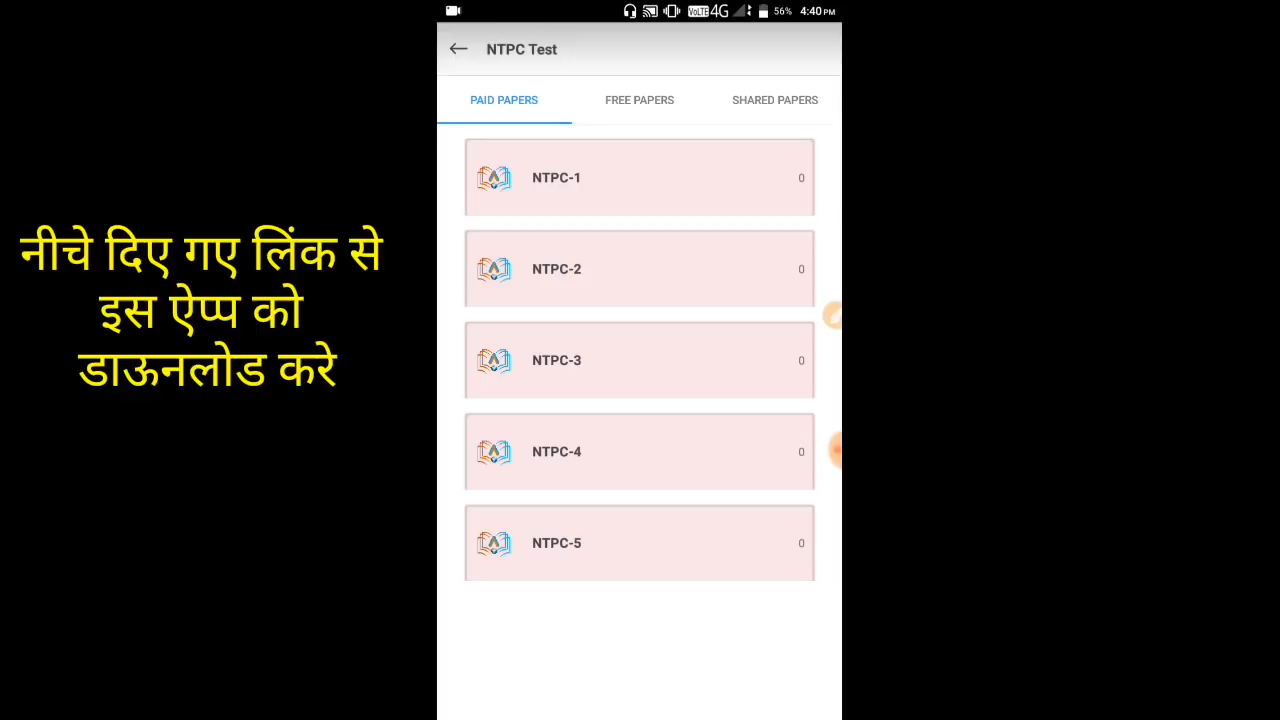 VoLTE 4G 56% 4:40 PM
NTPC Test
PAID PAPERS FREE PAPERS SHARED PAPERS
NTPC-1 0
NTPC-2 0
NTPC-3 0
NTPC-4 0
NTPC-5 0
नीचे दिए गए लिंक से
इस ऐप्प को
डाऊनलोड करे